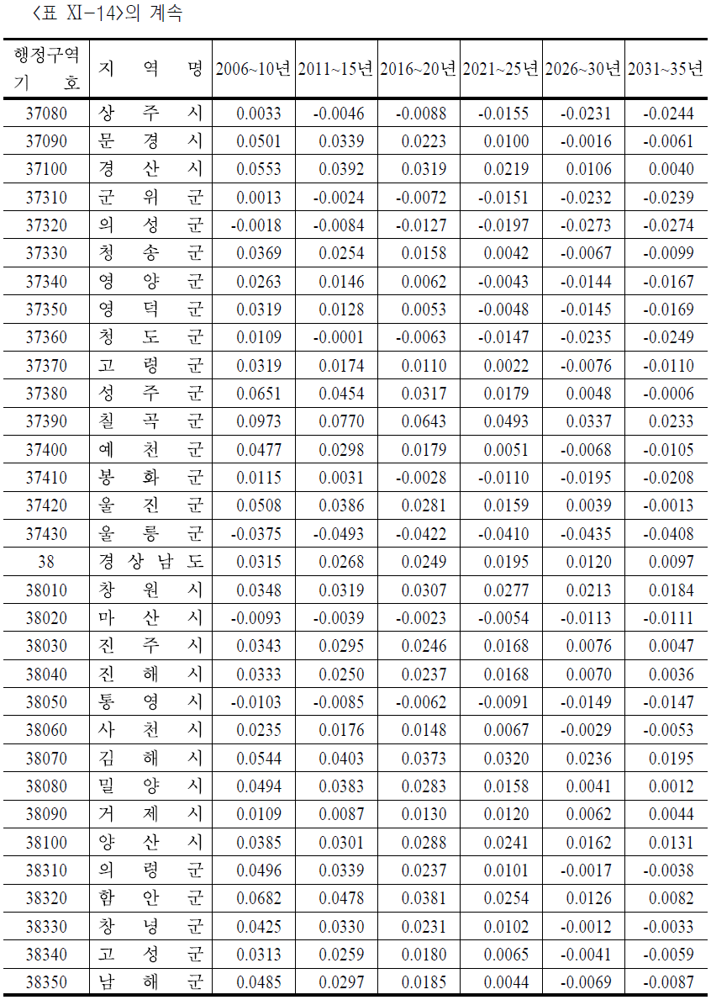 <표 XI-14>의 계속
행정구역 기 호 지 역 명 2006~10년 2011~15년 2016~20년 2021~25년 2026~30년 2031~35년
37080 상 주 시 0.0033 -0.0046 -0.0088 -0.0155 -0.0231 -0.0244
37090 문 경 시 0.0501 0.0339 0.0223 0.0100 -0.0016 -0.0061
37100 경 산 시 0.0553 0.0392 0.0319 0.0219 0.0106 0.0040
37310 군 위 군 0.0013 -0.0024 -0.0072 -0.0151 -0.0232 -0.0239
37320 의 성 군 -0.0018 -0.0084 -0.0127 -0.0197 -0.0273 -0.0274
37330 청 송 군 0.0369 0.0254 0.0158 0.0042 -0.0067 -0.0099
37340 영 양 군 0.0263 0.0146 0.0062 -0.0043 -0.0144 -0.0167
37350 영 덕 군 0.0319 0.0128 0.0053 -0.0048 -0.0145 -0.0169
37360 청 도 군 0.0109 -0.0001 -0.0063 -0.0147 -0.0235 -0.0249
37370 고 령 군 0.0319 0.0174 0.0110 0.0022 -0.0076 -0.0110
37380 성 주 군 0.0651 0.0454 0.0317 0.0179 0.0048 -0.0006
37390 칠 곡 군 0.0973 0.0770 0.0643 0.0493 0.0337 0.0233
37400 예 천 군 0.0477 0.0298 0.0179 0.0051 -0.0068 -0.0105
37410 봉 화 군 0.0115 0.0031 -0.0028 -0.0110 -0.0195 -0.0208
37420 울 진 군 0.0508 0.0386 0.0281 0.0159 0.0039 -0.0013
37430 울 릉 군 -0.0375 -0.0493 -0.0422 -0.0410 -0.0435 -0.0408
38 경 상 남 도 0.0315 0.0268 0.0249 0.0195 0.0120 0.0097
38010 창 원 시 0.0348 0.0319 0.0307 0.0277 0.0213 0.0184
38020 마 산 시 -0.0093 -0.0039 -0.0023 -0.0054 -0.0113 -0.0111
38030 진 주 시 0.0343 0.0295 0.0246 0.0168 0.0076 0.0047
38040 진 해 시 0.0333 0.0250 0.0237 0.0168 0.0070 0.0036
38050 통 영 시 -0.0103 -0.0085 -0.0062 -0.0091 -0.0149 -0.0147
38060 사 천 시 0.0235 0.0176 0.0148 0.0067 -0.0029 -0.0053
38070 김 해 시 0.0544 0.0403 0.0373 0.0320 0.0236 0.0195
38080 밀 양 시 0.0494 0.0383 0.0283 0.0158 0.0041 0.0012
38090 거 제 시 0.0109 0.0087 0.0130 0.0120 0.0062 0.0044
38100 양 산 시 0.0385 0.0301 0.0288 0.0241 0.0162 0.0131
38310 의 령 군 0.0496 0.0339 0.0237 0.0101 -0.0017 -0.0038
38320 함 안 군 0.0682 0.0478 0.0381 0.0254 0.0126 0.0082
38330 창 녕 군 0.0425 0.0330 0.0231 0.0102 -0.0012 -0.0033
38340 고 성 군 0.0313 0.0259 0.0180 0.0065 -0.0041 -0.0059
38350 남 해 군 0.0485 0.0297 0.0185 0.0044 -0.0069 -0.0087